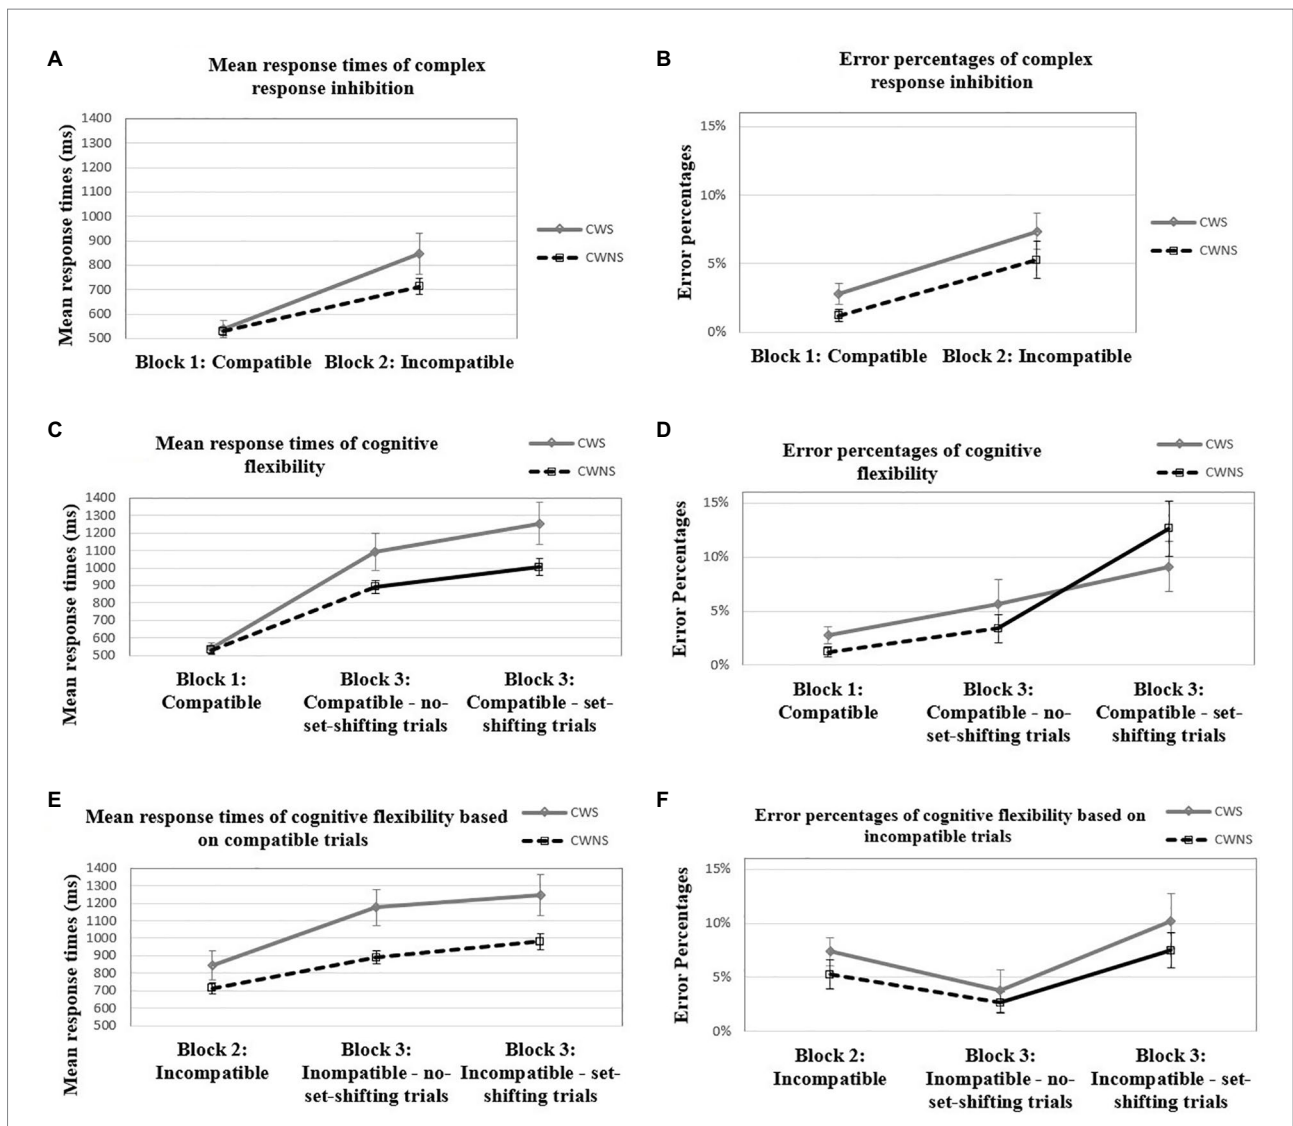 A
Mean response times of complex
response inhibition
Mean response times (ms)
1400
1300
1200
1100
1000
900
800
700
600
500
Block 1: Compatible
Block 2: Incompatible
CWS
CWNS
B
Error percentages of complex
response inhibition
Error percentages
15%
10%
5%
0%
Block 1: Compatible
Block 2: Incompatible
CWS
CWNS
C
Mean response times of cognitive
flexibility
CWS
CWNS
Mean response times (ms)
1400
1300
1200
1100
1000
900
800
700
600
500
Block 1:
Compatible
Block 3:
Compatible - no-
set-shifting trials
Block 3:
Compatible - set-
shifting trials
D
Error percentages of cognitive
flexibility
CWS
CWNS
Error Percentages
15%
10%
5%
0%
Block 1:
Compatible
Block 3:
Compatible - no-
set-shifting trials
Block 3:
Compatible - set-
shifting trials
E
Mean response times of cognitive flexibility based
on compatible trials
CWS
CWNS
Mean response times (ms)
1400
1300
1200
1100
1000
900
800
700
600
500
Block 2:
Incompatible
Block 3:
Inompatible - no-
set-shifting trials
Block 3:
Incompatible - set-
shifting trials
F
Error percentages of cognitive flexibility based on
incompatible trials
CWS
CWNS
Error Percentages
15%
10%
5%
0%
Block 2:
Incompatible
Block 3:
Inompatible - no-
set-shifting trials
Block 3:
Incompatible - set-
shifting trials